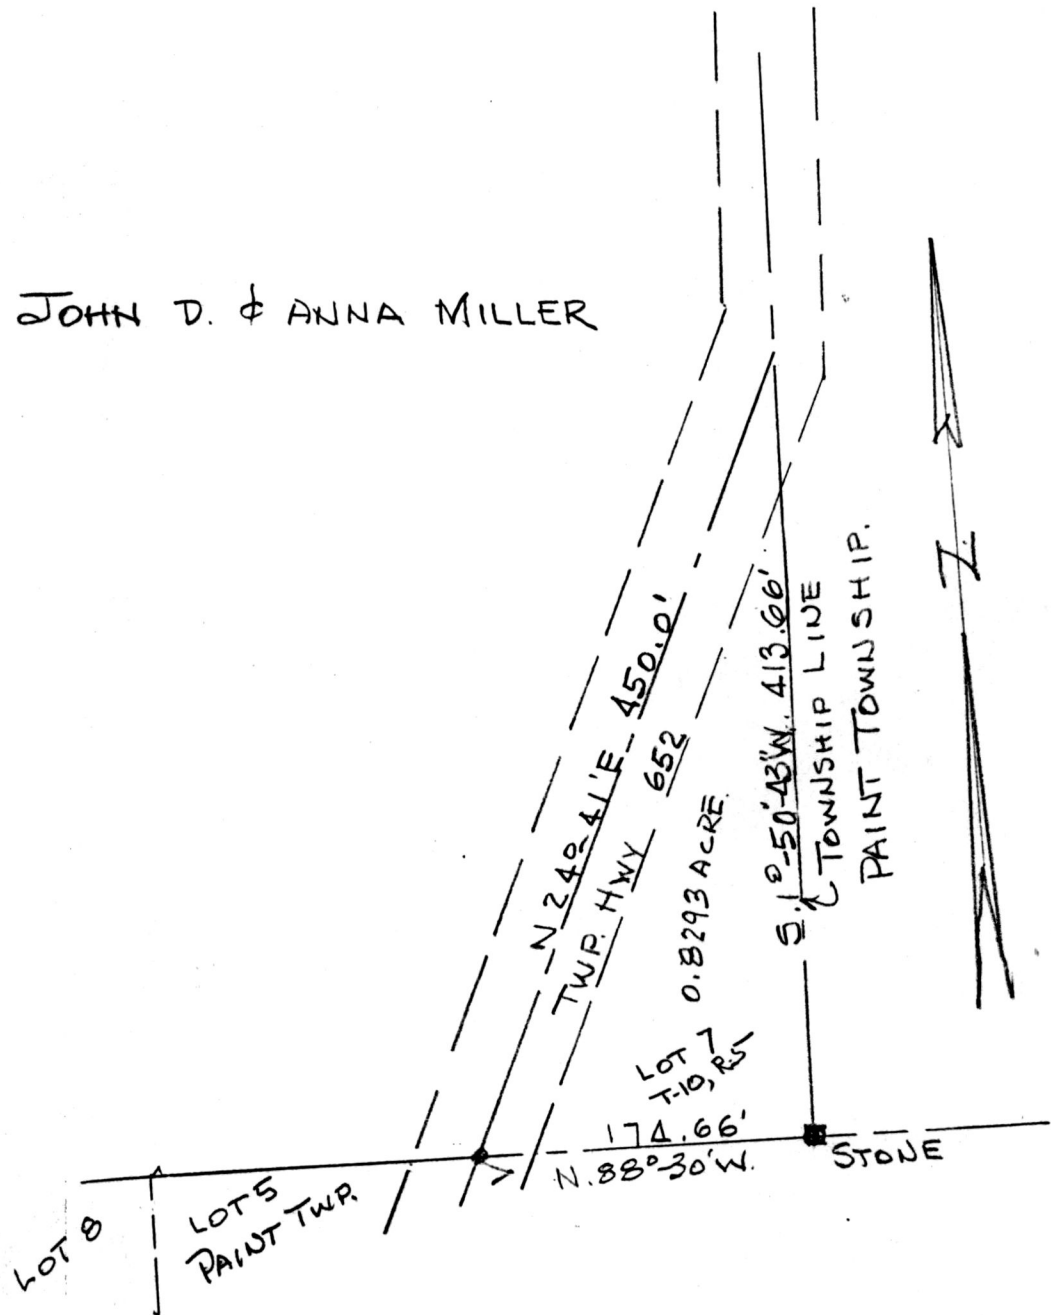 JOHN D. & ANNA MILLER
N 24°-41'E 450.0'
TWP. HWY 652
0.8293 ACRE.
S.1°-50'-43"W. 413.66'
TOWNSHIP LINE
PAINT TOWNSHIP.
Z
LOT 7
T-10, R.5
174.66'
N.88°-30'W.
STONE
LOT 5
PAINT TWP.
LOT 8